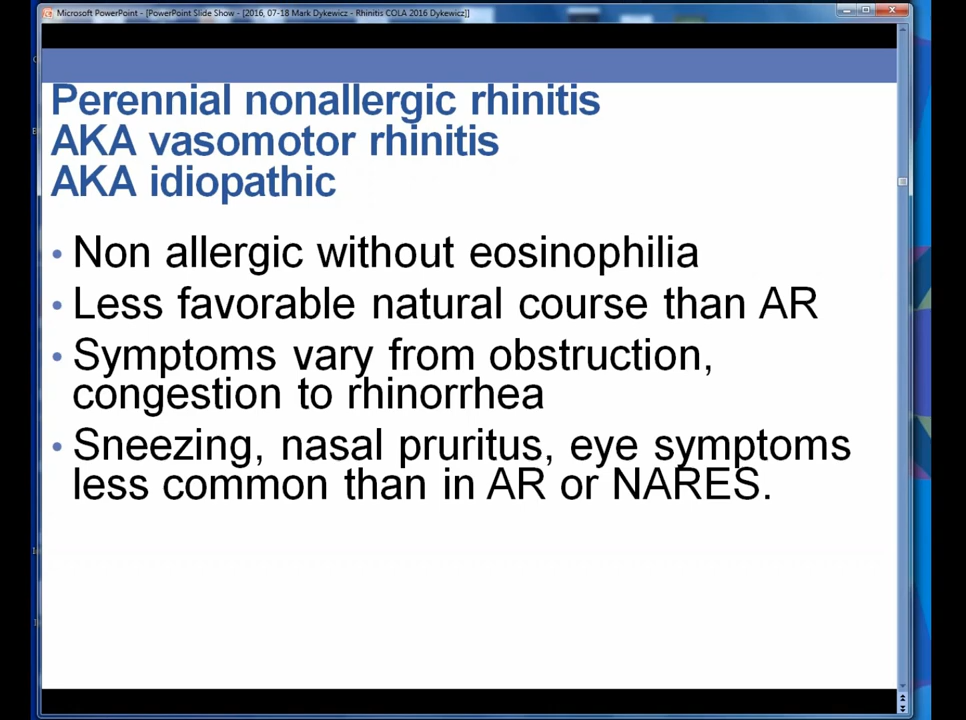 Microsoft PowerPoint - [PowerPoint Slide Show - [2016, 07-18 Mark Dykewicz - Rhinitis COLA 2016 Dykewicz]]
Perennial nonallergic rhinitis
AKA vasomotor rhinitis
AKA idiopathic
• Non allergic without eosinophilia
• Less favorable natural course than AR
• Symptoms vary from obstruction,
congestion to rhinorrhea
• Sneezing, nasal pruritus, eye symptoms
less common than in AR or NARES.